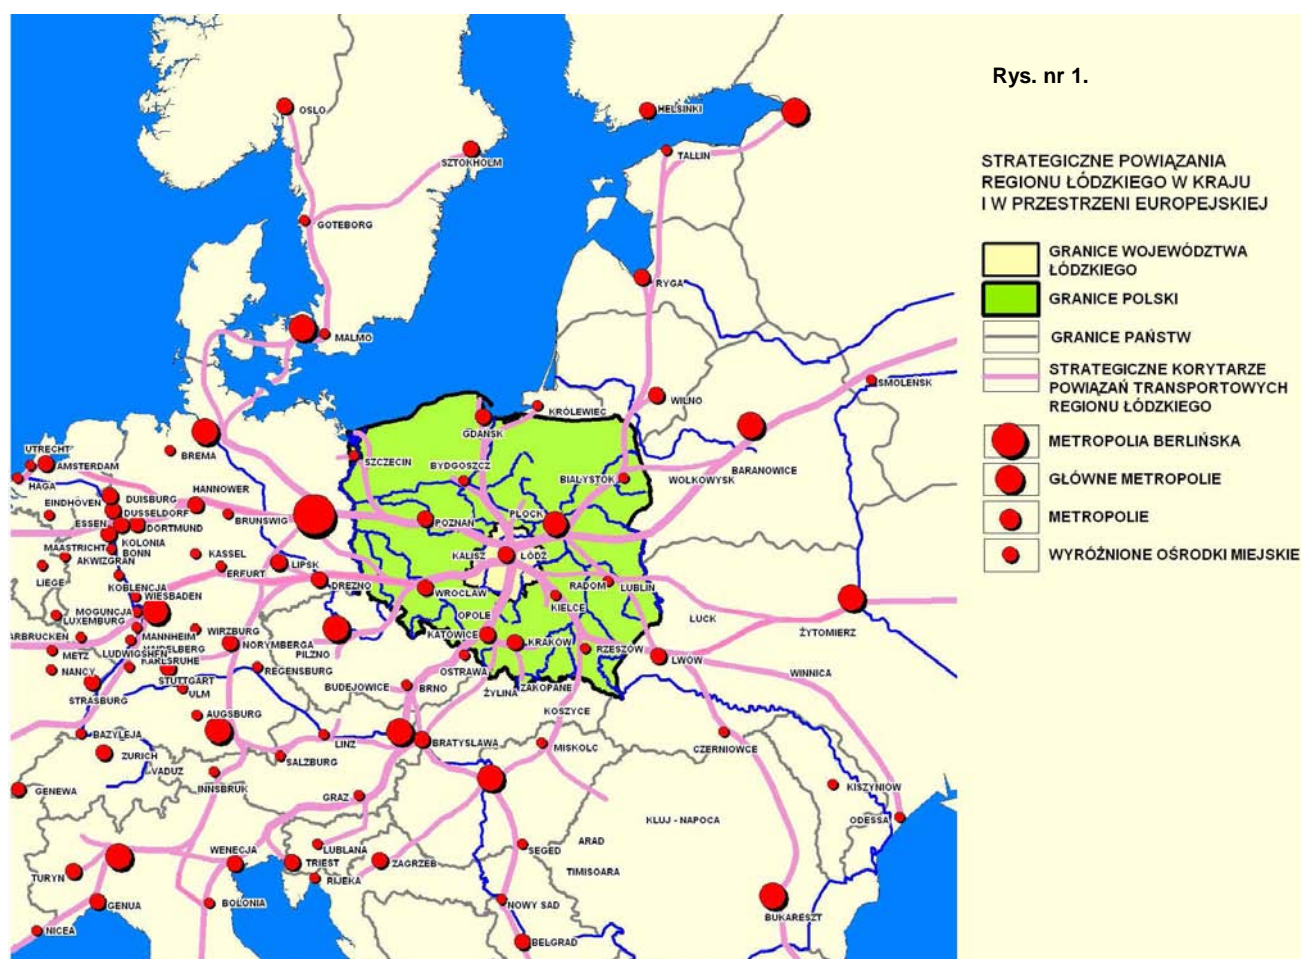 Rys. nr 1.
STRATEGICZNE POWIĄZANIA
REGIONU ŁÓDZKIEGO W KRAJU
I W PRZESTRZENI EUROPEJSKIEJ
GRANICE WOJEWÓDZTWA
ŁÓDZKIEGO
GRANICE POLSKI
GRANICE PAŃSTW
STRATEGICZNE KORYTARZE
POWIĄZAŃ TRANSPORTOWYCH
REGIONU ŁÓDZKIEGO
METROPOLIA BERLIŃSKA
GŁÓWNE METROPOLIE
METROPOLIE
WYRÓŻNIONE OŚRODKI MIEJSKIE
OSLO
HELSINKI
SZTOKHOLM
TALLIN
GOTEBORG
RYGA
MALMO
SMOLEŃSK
WILNO
KRÓLEWIEC
GDAŃSK
BREMA
UTRECHT
AMSTERDAM
HAGA
SZCZECIN
BYDGOSZCZ
BIAŁYSTOK
WOŁKOWYSK
BARANOWICE
HANNOWER
EINDHÓVEN
DUISBURG
DUSSELDORF
BRUNSWIG
ESSEN
DORTMUND
POZNAŃ
PŁOCK
KOLONIA
MAASTRICHT
BONN
AKWIZGRAN
KASSEL
KALISZ
ŁÓDŹ
LIEGE
ERFURT
LIPSK
DREZNO
KOBLENCJA
WIESBADEN
WROCŁAW
RADOM
LUBLIN
KIELCE
MOGUNCJA
LUXEMBURG
OPOLE
ŁUCK
ŻYTOMIERZ
ARBRUCKEN
MANNHEIM
WIRZBURG
NORYMBERGA
PILZNO
KATOWICE
KRAKÓW
RZESZÓW
LWÓW
METZ
LUDWIGSHEN
HAIDELBERG
KARLSRUHE
NANCY
STUTTGART
REGENSBURG
OSTRAWA
WINNICA
ULM
STRASBURG
BUDEJOWICE
BRNO
ŻYLINA
ZAKOPANE
AUGSBURG
KOSZYCE
BAZYLEJA
LINZ
BRATYSŁAWA
MISKOLC
CZERNIOWCE
ZURICH
VADUZ
SALZBURG
INNSBRUK
GENEWA
GRAZ
KISZYNIOW
ODESSA
KLUJ - NAPOCA
WENECJA
LUBLANA
SEGED
ARAD
TURYN
TRIEST
ZAGRZEB
TIMISOARA
RIJEKA
GENUA
BOLONIA
NOWY SAD
BUKARESZT
NICEA
BELGRAD